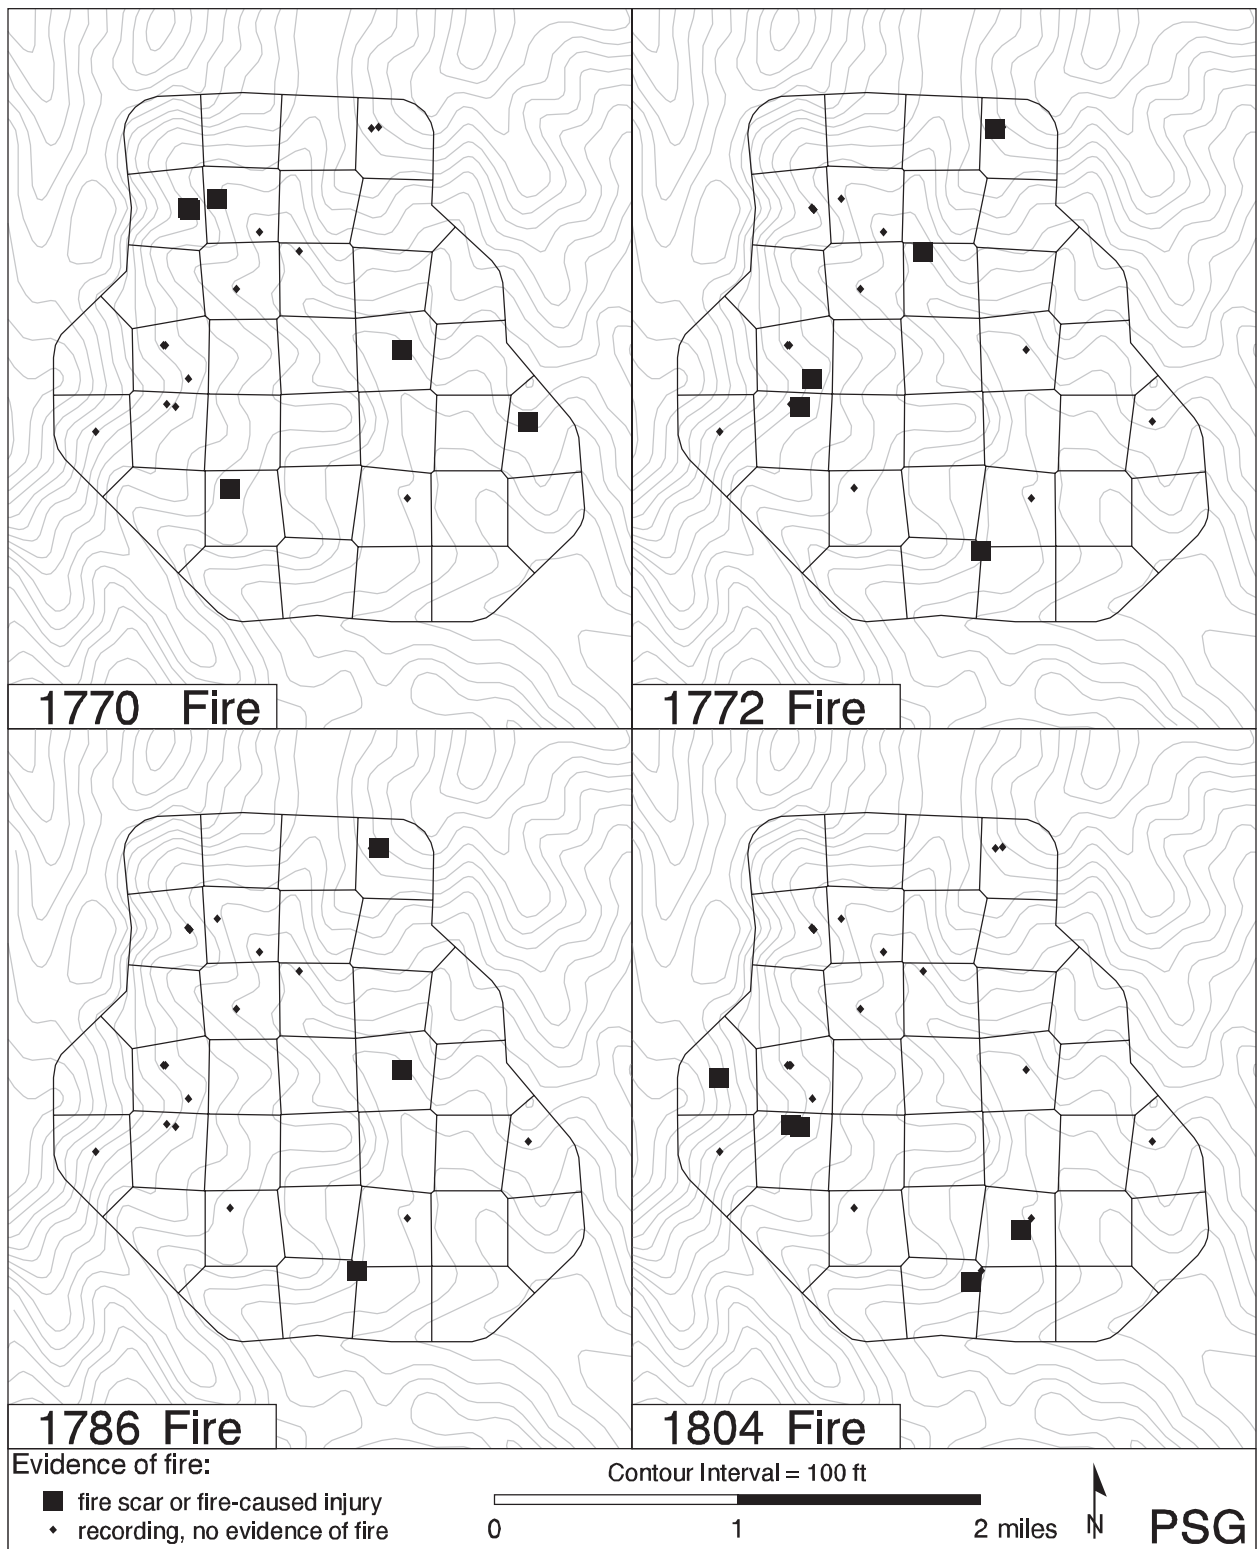 1770 Fire
1772 Fire
1786 Fire
1804 Fire
Evidence of fire:
fire scar or fire-caused injury
recording, no evidence of fire
Contour Interval = 100 ft
0 1 2 miles
N
PSG